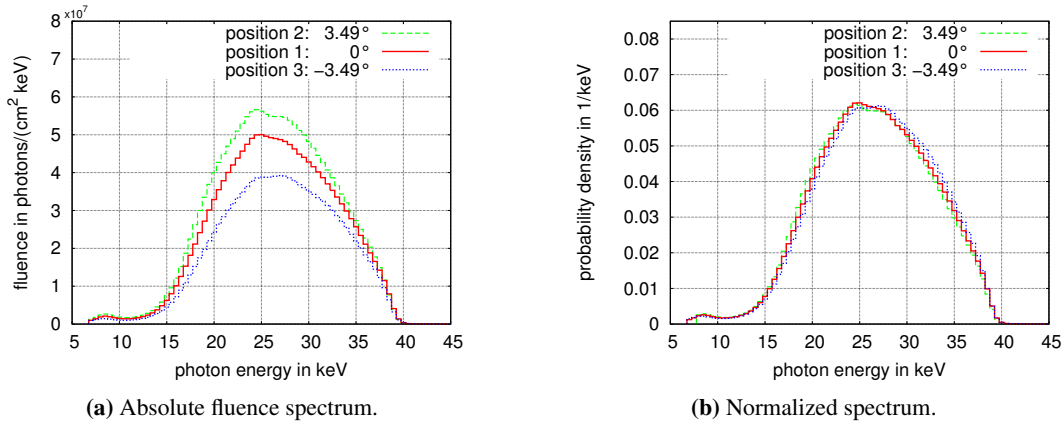 8 x10⁷
7
6
5
4
3
2
1
0
5 10 15 20 25 30 35 40 45
fluence in photons/(cm² keV)
photon energy in keV
position 2: 3.49°
position 1: 0°
position 3: −3.49°
(a) Absolute fluence spectrum.
0.08
0.07
0.06
0.05
0.04
0.03
0.02
0.01
0
5 10 15 20 25 30 35 40 45
probability density in 1/keV
photon energy in keV
position 2: 3.49°
position 1: 0°
position 3: −3.49°
(b) Normalized spectrum.